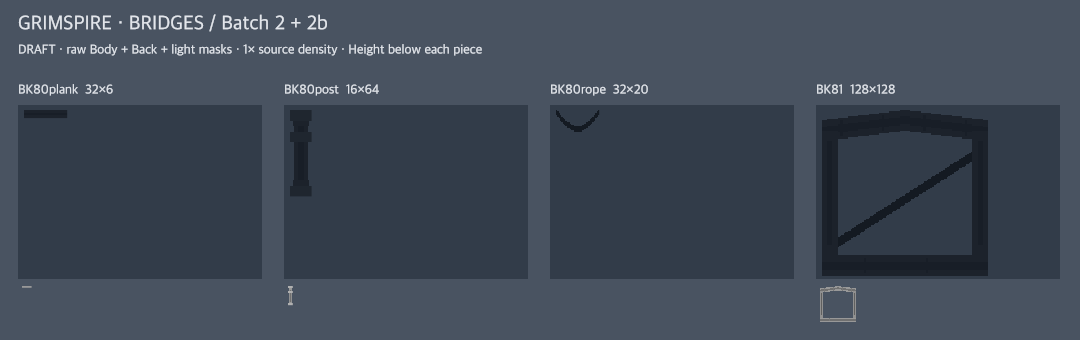 GRIMSPIRE · BRIDGES / Batch 2 + 2b
DRAFT · raw Body + Back + light masks · 1× source density · Height below each piece
BK80plank 32×6
BK80post 16×64
BK80rope 32×20
BK81 128×128